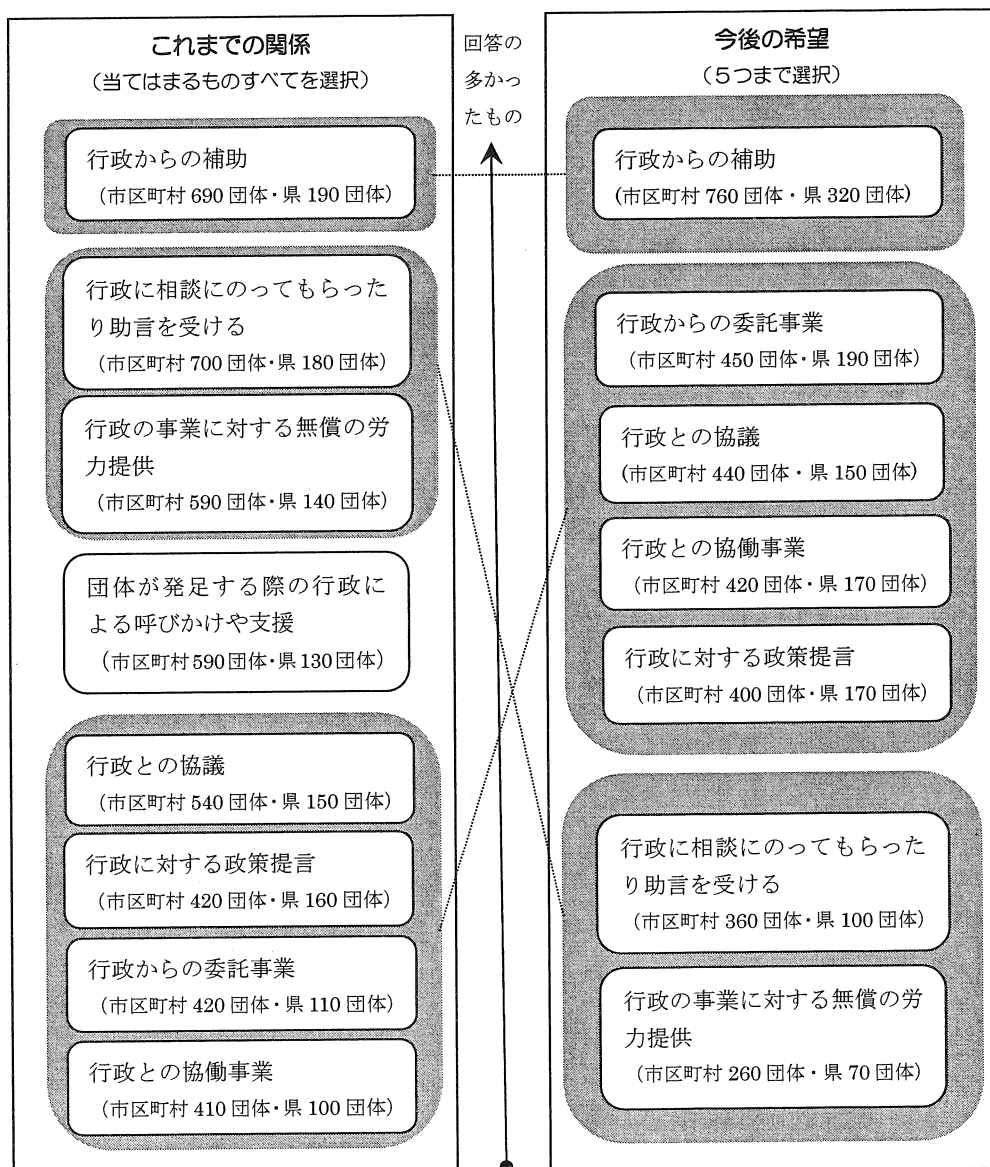 これまでの関係
（当てはまるものすべてを選択）
行政からの補助
（市区町村 690 団体・県 190 団体）
行政に相談にのってもらった
り助言を受ける
（市区町村 700 団体・県 180 団体）
行政の事業に対する無償の労
力提供
（市区町村 590 団体・県 140 団体）
団体が発足する際の行政に
よる呼びかけや支援
（市区町村590 団体・県130団体）
行政との協議
（市区町村 540 団体・県 150 団体）
行政に対する政策提言
（市区町村 420 団体・県 160 団体）
行政からの委託事業
（市区町村 420 団体・県 110 団体）
行政との協働事業
（市区町村 410 団体・県 100 団体）
回答の
多かっ
たもの
今後の希望
（５つまで選択）
行政からの補助
(市区町村 760 団体・県 320 団体)
行政からの委託事業
（市区町村 450 団体・県 190 団体）
行政との協議
(市区町村 440 団体・県 150 団体)
行政との協働事業
（市区町村 420 団体・県 170 団体）
行政に対する政策提言
（市区町村 400 団体・県 170 団体）
行政に相談にのってもらった
り助言を受ける
（市区町村 360 団体・県 100 団体）
行政の事業に対する無償の労
力提供
（市区町村 260 団体・県 70 団体）